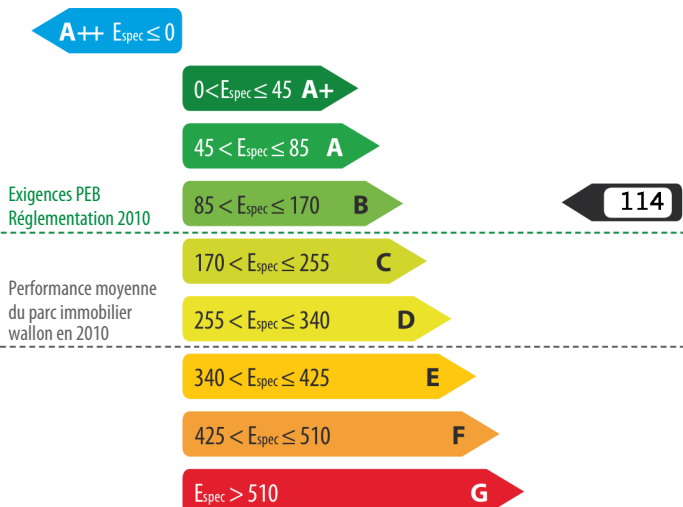 A++ Espec ≤ 0
0 < Espec ≤ 45 A+
45 < Espec ≤ 85 A
Exigences PEB
Réglementation 2010
85 < Espec ≤ 170 B
114
170 < Espec ≤ 255 C
Performance moyenne
du parc immobilier
wallon en 2010
255 < Espec ≤ 340 D
340 < Espec ≤ 425 E
425 < Espec ≤ 510 F
Espec > 510 G